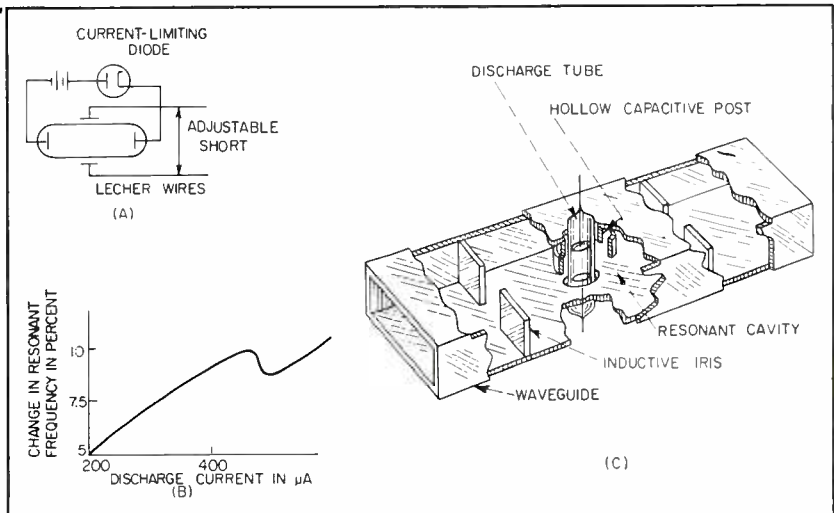 CURRENT-LIMITING
DIODE
ADJUSTABLE
SHORT
LECHER WIRES
(A)
CHANGE IN RESONANT
FREQUENCY IN PERCENT
10
7.5
5
200
400
DISCHARGE CURRENT IN µA
(B)
DISCHARGE TUBE
HOLLOW CAPACITIVE POST
RESONANT CAVITY
INDUCTIVE IRIS
WAVEGUIDE
(C)